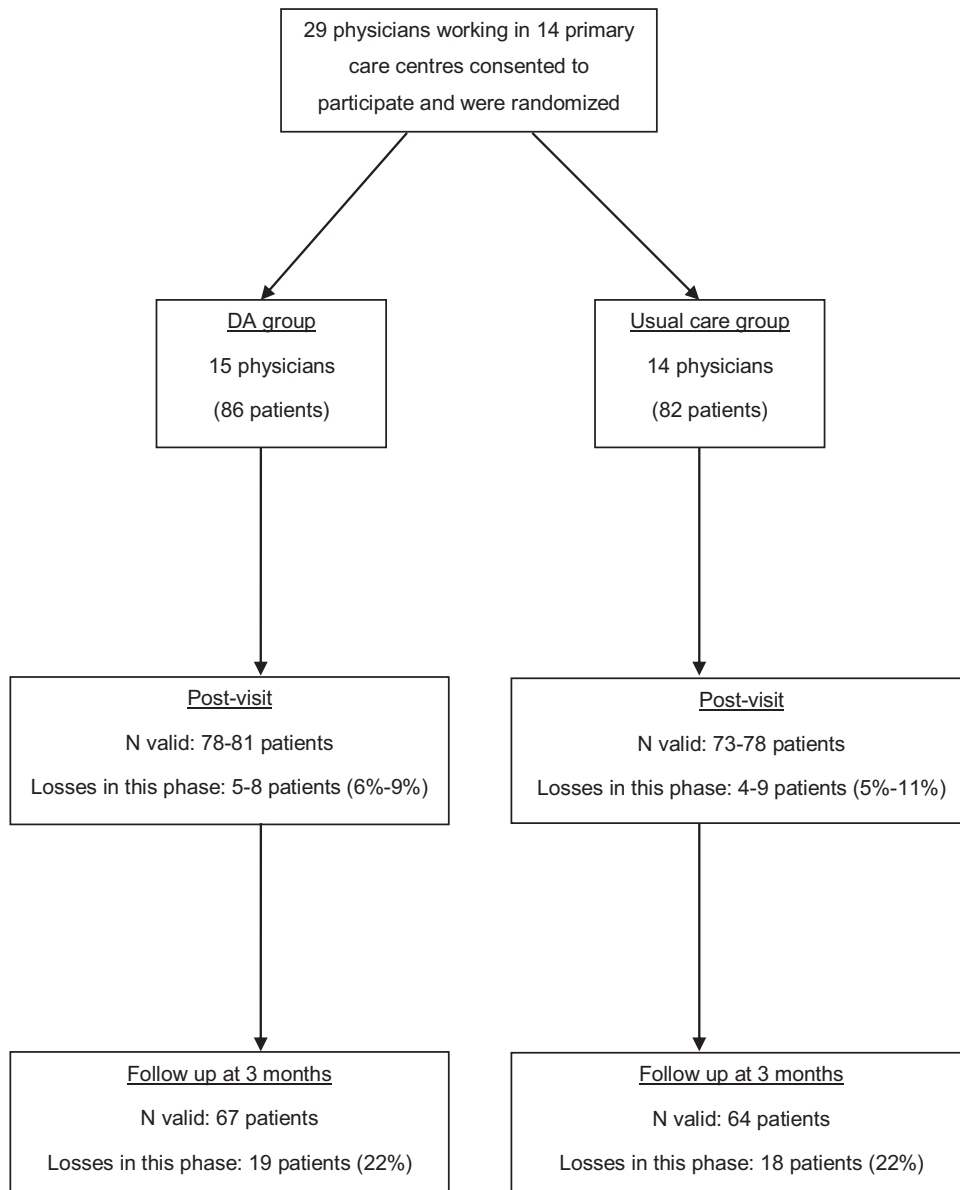 29 physicians working in 14 primary
care centres consented to
participate and were randomized
DA group
15 physicians
(86 patients)
Usual care group
14 physicians
(82 patients)
Post-visit
N valid: 78-81 patients
Losses in this phase: 5-8 patients (6%-9%)
Post-visit
N valid: 73-78 patients
Losses in this phase: 4-9 patients (5%-11%)
Follow up at 3 months
N valid: 67 patients
Losses in this phase: 19 patients (22%)
Follow up at 3 months
N valid: 64 patients
Losses in this phase: 18 patients (22%)